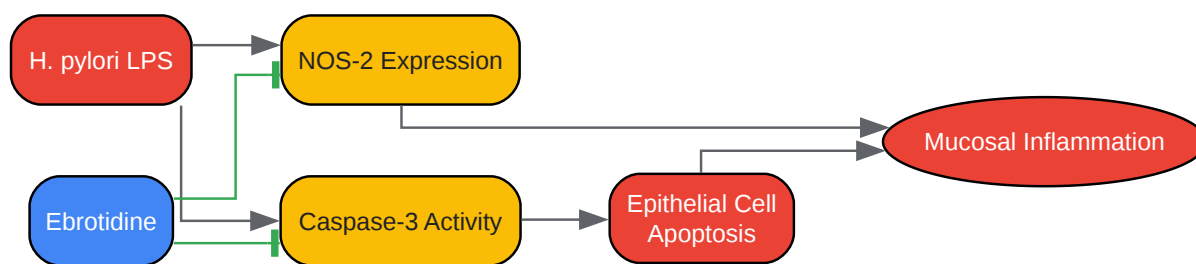 H. pylori LPS
NOS-2 Expression
Mucosal Inflammation
Ebrotidine
Caspase-3 Activity
Epithelial Cell
Apoptosis